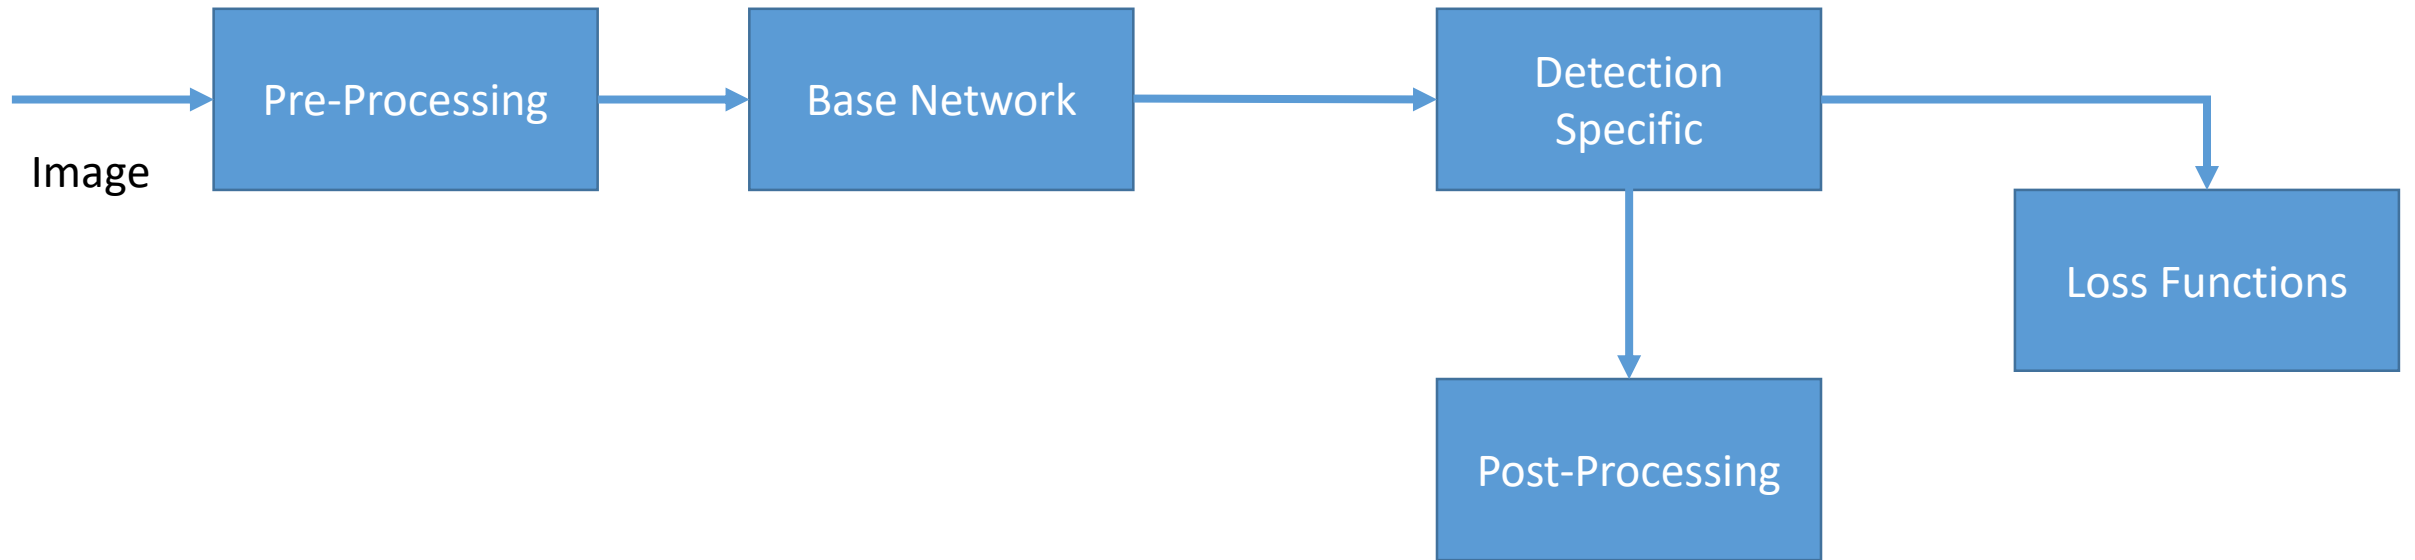 Image
Pre-Processing
Base Network
Detection
Specific
Loss Functions
Post-Processing